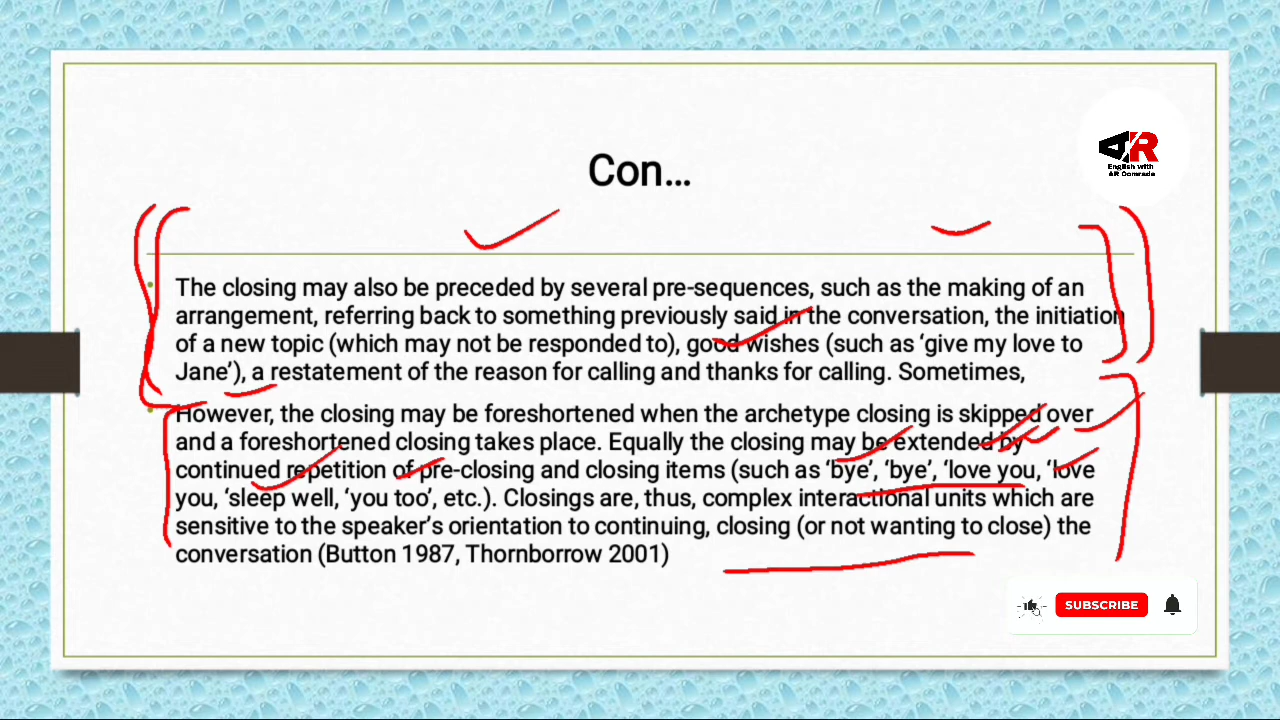 AR
English with
AR Comrade
Con...
The closing may also be preceded by several pre-sequences, such as the making of an
arrangement, referring back to something previously said in the conversation, the initiation
of a new topic (which may not be responded to), good wishes (such as ‘give my love to
Jane’), a restatement of the reason for calling and thanks for calling. Sometimes,
However, the closing may be foreshortened when the archetype closing is skipped over
and a foreshortened closing takes place. Equally the closing may be extended by
continued repetition of pre-closing and closing items (such as ‘bye’, ‘bye’, ‘love you, ‘love
you, ‘sleep well, ‘you too’, etc.). Closings are, thus, complex interactional units which are
sensitive to the speaker’s orientation to continuing, closing (or not wanting to close) the
conversation (Button 1987, Thornborrow 2001)
SUBSCRIBE